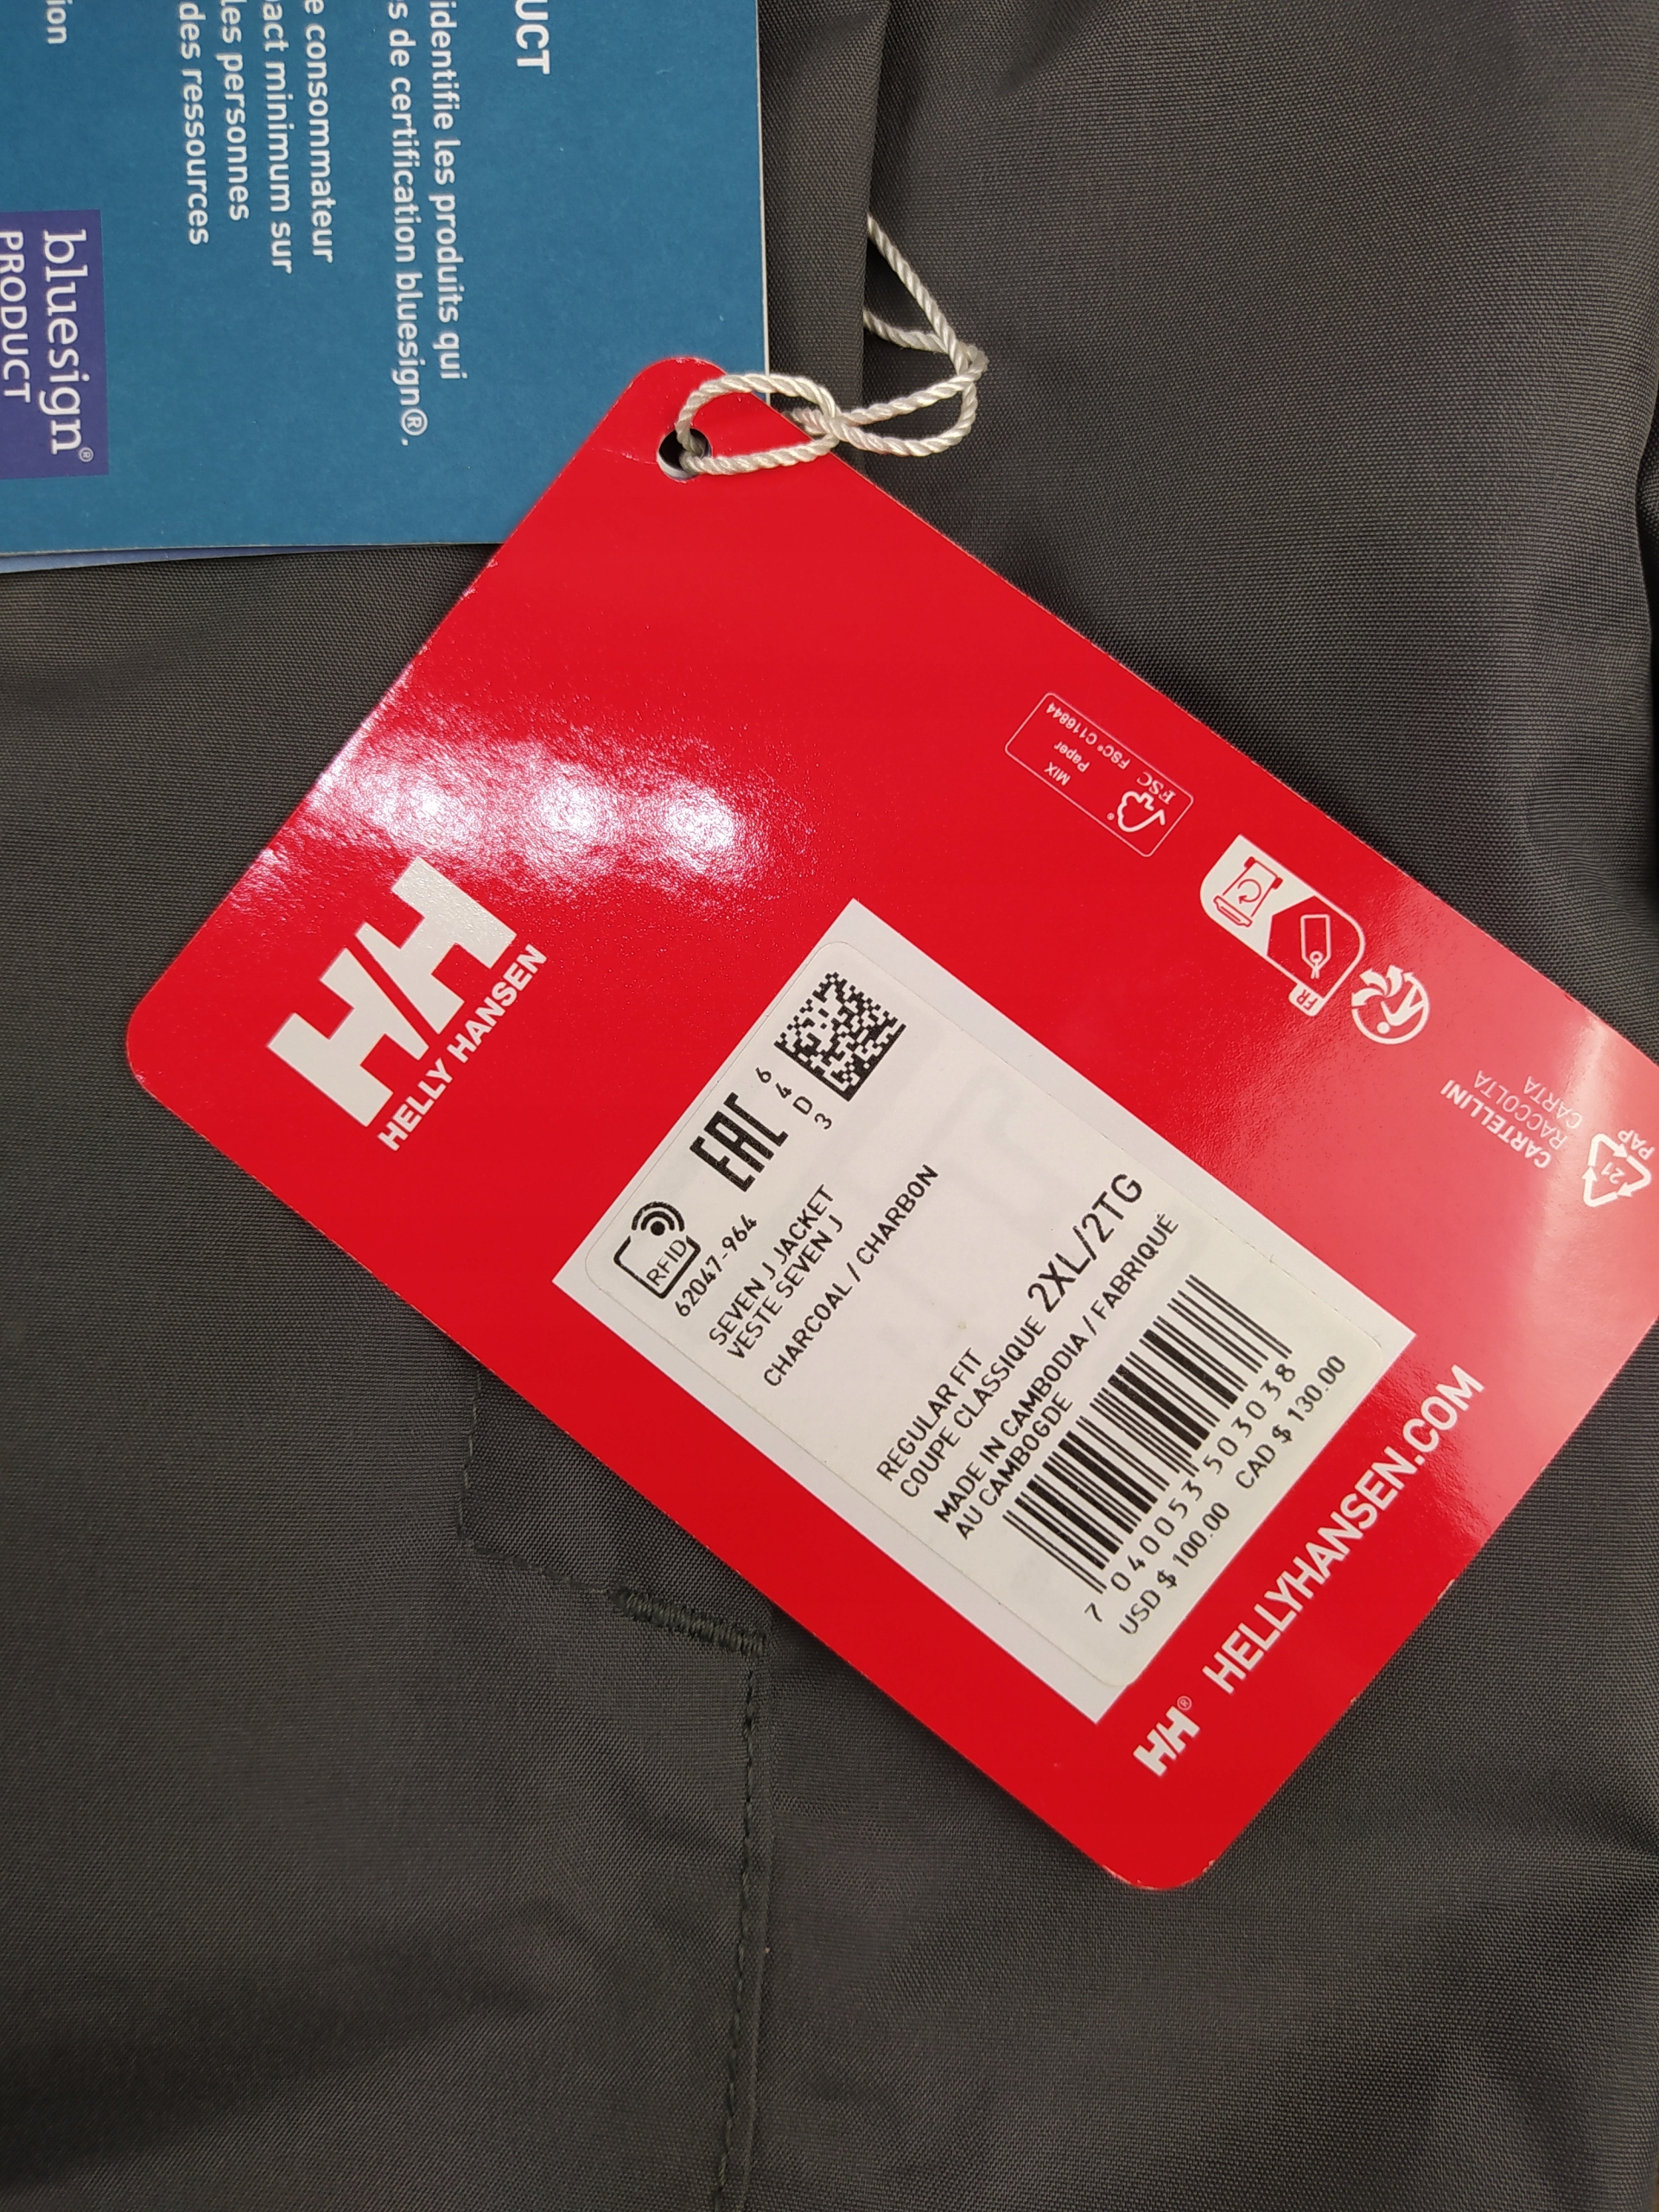 UCT
identifie les produits qui
s de certification bluesign®.
e consommateur
act minimum sur
les personnes
des ressources
ion
bluesign®
PRODUCT
HH
HELLY HANSEN
MIX
Paper
FSC® C116844
FSC
FR
CARTELLINI
RACCOLTA
CARTA
21
PAP
RFID
EAC
6
4
D
3
62047-964
SEVEN J JACKET
VESTE SEVEN J
CHARCOAL / CHARBON
REGULAR FIT
COUPE CLASSIQUE 2XL/2TG
MADE IN CAMBODIA / FABRIQUÉ
AU CAMBOGDE
7 040053 503038
USD $ 100.00 CAD $ 130.00
HH® HELLYHANSEN.COM